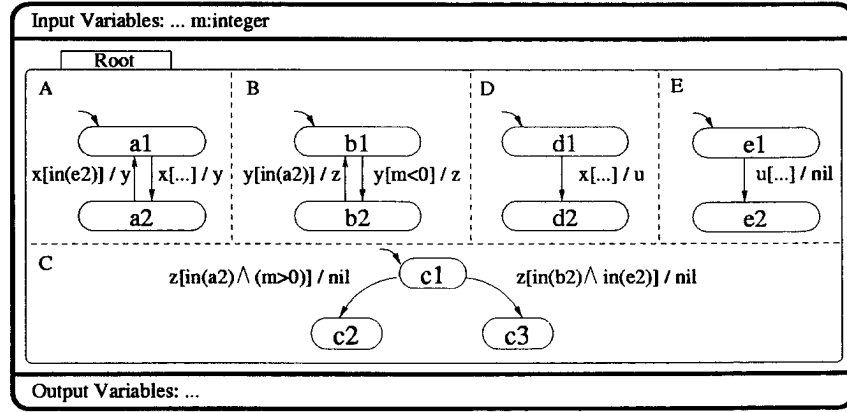 Input Variables: ... m:integer
Root
A
B
D
E
a1
b1
d1
e1
x[in(e2)] / y
x[...] / y
y[in(a2)] / z
y[m<0] / z
x[...] / u
u[...] / nil
a2
b2
d2
e2
C
z[in(a2)∧(m>0)] / nil
c1
z[in(b2)∧in(e2)] / nil
c2
c3
Output Variables: ...